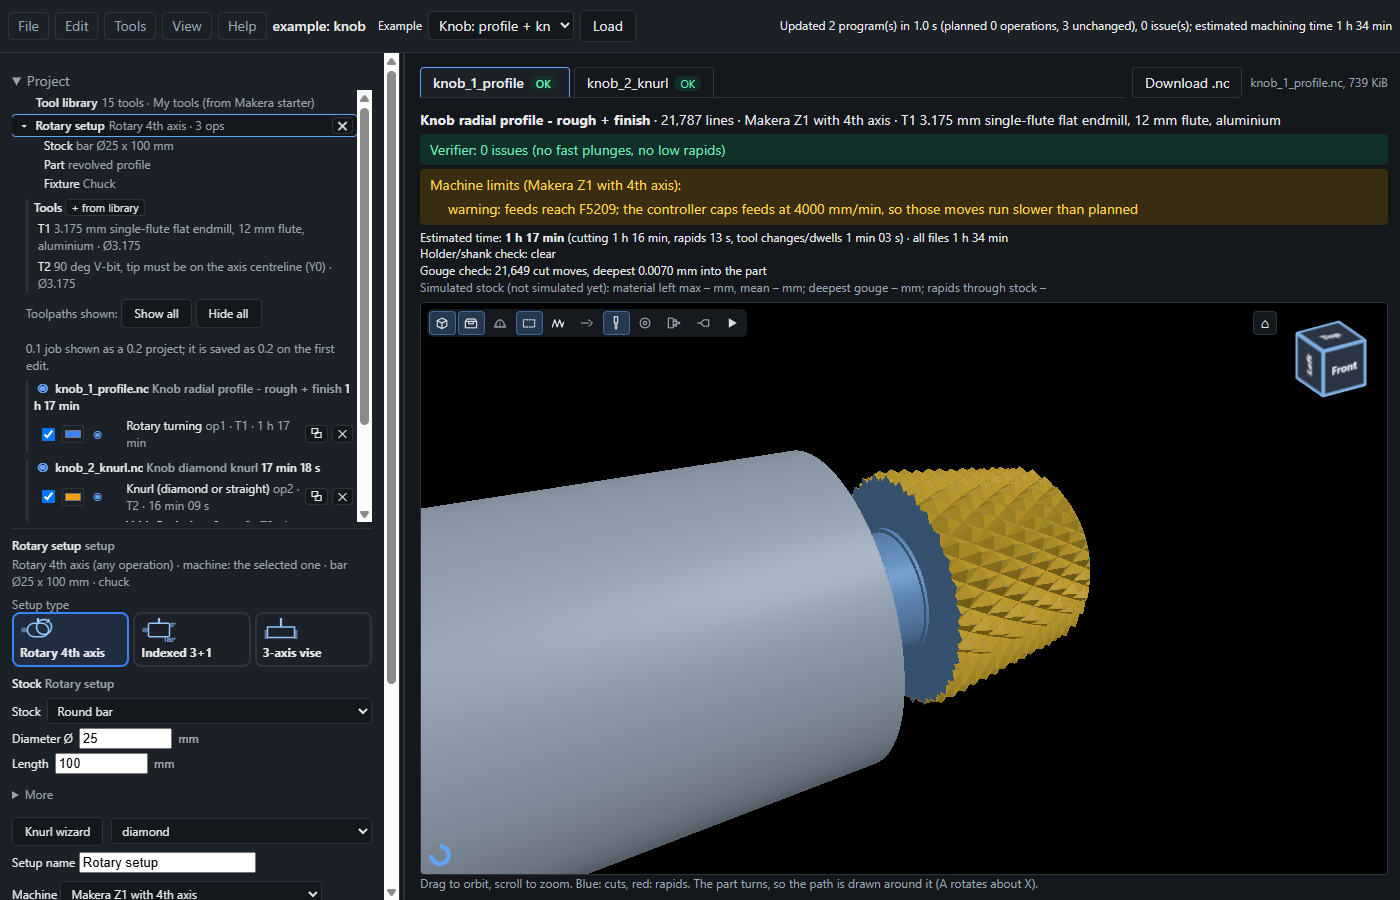 File Edit Tools View Help example: knob Example Knob: profile + kn Load Updated 2 program(s) in 1.0 s (planned 0 operations, 3 unchanged), 0 issue(s); estimated machining time 1 h 34 min
Project
Tool library 15 tools · My tools (from Makera starter)
Rotary setup Rotary 4th axis · 3 ops
Stock bar Ø25 x 100 mm
Part revolved profile
Fixture Chuck
Tools + from library
T1 3.175 mm single-flute flat endmill, 12 mm flute,
aluminium · Ø3.175
T2 90 deg V-bit, tip must be on the axis centreline (Y0) ·
Ø3.175
Toolpaths shown: Show all Hide all
0.1 job shown as a 0.2 project; it is saved as 0.2 on the first
edit.
knob_1_profile.nc Knob radial profile - rough + finish 1
h 17 min
Rotary turning op1 · T1 · 1 h 17
min
knob_2_knurl.nc Knob diamond knurl 17 min 18 s
Knurl (diamond or straight) op2 ·
T2 · 16 min 09 s
Rotary setup setup
Rotary 4th axis (any operation) · machine: the selected one · bar
Ø25 x 100 mm · chuck
Setup type
Rotary 4th axis
180°
Indexed 3+1
3-axis vise
Stock Rotary setup
Stock Round bar
Diameter Ø 25 mm
Length 100 mm
More
Knurl wizard diamond
Setup name Rotary setup
Machine Makera Z1 with 4th axis
knob_1_profile OK knob_2_knurl OK Download .nc knob_1_profile.nc, 739 KiB
Knob radial profile - rough + finish · 21,787 lines · Makera Z1 with 4th axis · T1 3.175 mm single-flute flat endmill, 12 mm flute, aluminium
Verifier: 0 issues (no fast plunges, no low rapids)
Machine limits (Makera Z1 with 4th axis):
warning: feeds reach F5209; the controller caps feeds at 4000 mm/min, so those moves run slower than planned
Estimated time: 1 h 17 min (cutting 1 h 16 min, rapids 13 s, tool changes/dwells 1 min 03 s) · all files 1 h 34 min
Holder/shank check: clear
Gouge check: 21,649 cut moves, deepest 0.0070 mm into the part
Simulated stock (not simulated yet): material left max – mm, mean – mm; deepest gouge – mm; rapids through stock –
Top
Left
Front
Drag to orbit, scroll to zoom. Blue: cuts, red: rapids. The part turns, so the path is drawn around it (A rotates about X).